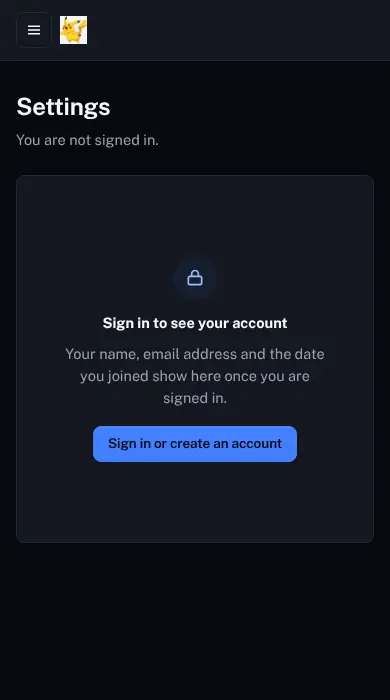 Settings
You are not signed in.
Sign in to see your account
Your name, email address and the date
you joined show here once you are
signed in.
Sign in or create an account